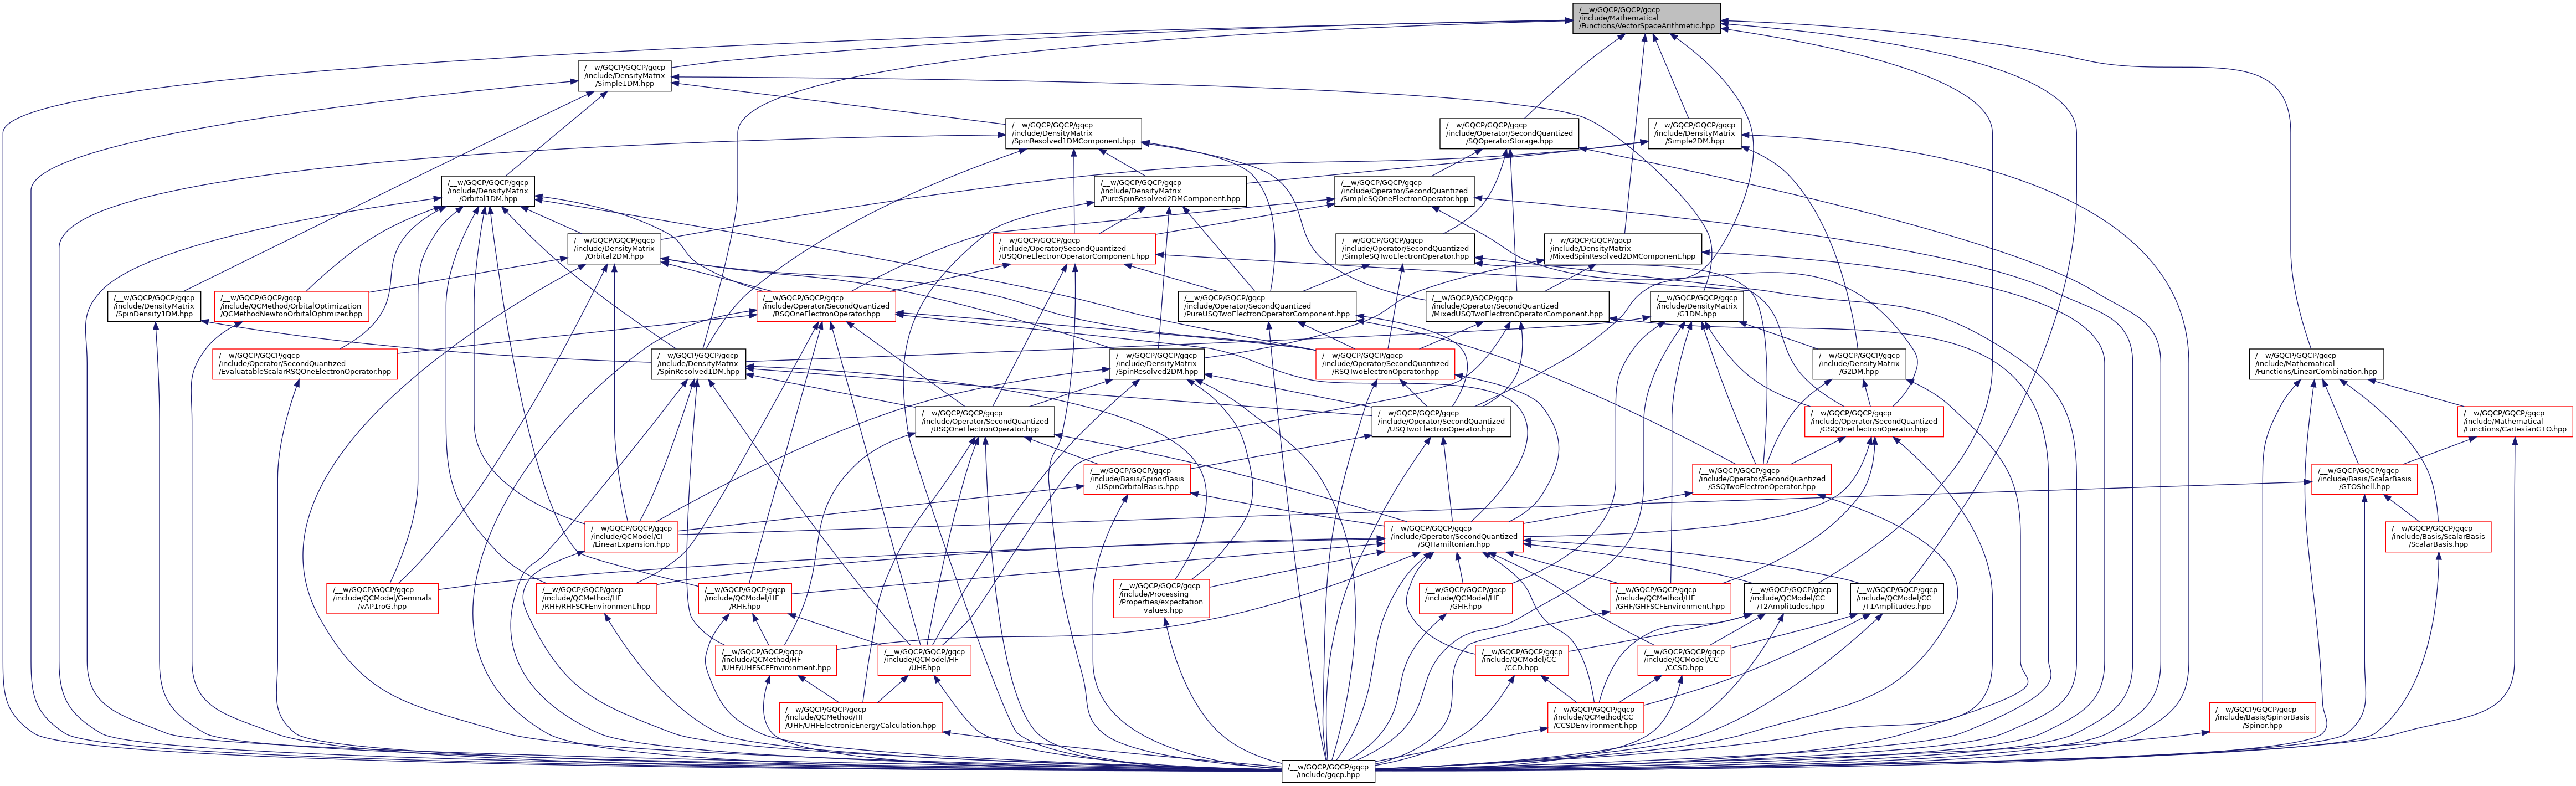 /__w/GQCP/GQCP/gqcp
/include/Mathematical
/Functions/VectorSpaceArithmetic.hpp
/__w/GQCP/GQCP/gqcp
/include/DensityMatrix
/Simple1DM.hpp
/__w/GQCP/GQCP/gqcp
/include/DensityMatrix
/SpinResolved1DMComponent.hpp
/__w/GQCP/GQCP/gqcp
/include/Operator/SecondQuantized
/SQOperatorStorage.hpp
/__w/GQCP/GQCP/gqcp
/include/DensityMatrix
/Simple2DM.hpp
/__w/GQCP/GQCP/gqcp
/include/DensityMatrix
/Orbital1DM.hpp
/__w/GQCP/GQCP/gqcp
/include/DensityMatrix
/PureSpinResolved2DMComponent.hpp
/__w/GQCP/GQCP/gqcp
/include/Operator/SecondQuantized
/SimpleSQOneElectronOperator.hpp
/__w/GQCP/GQCP/gqcp
/include/DensityMatrix
/Orbital2DM.hpp
/__w/GQCP/GQCP/gqcp
/include/Operator/SecondQuantized
/USQOneElectronOperatorComponent.hpp
/__w/GQCP/GQCP/gqcp
/include/Operator/SecondQuantized
/SimpleSQTwoElectronOperator.hpp
/__w/GQCP/GQCP/gqcp
/include/DensityMatrix
/MixedSpinResolved2DMComponent.hpp
/__w/GQCP/GQCP/gqcp
/include/DensityMatrix
/SpinDensity1DM.hpp
/__w/GQCP/GQCP/gqcp
/include/QCMethod/OrbitalOptimization
/QCMethodNewtonOrbitalOptimizer.hpp
/__w/GQCP/GQCP/gqcp
/include/Operator/SecondQuantized
/RSQOneElectronOperator.hpp
/__w/GQCP/GQCP/gqcp
/include/Operator/SecondQuantized
/PureUSQTwoElectronOperatorComponent.hpp
/__w/GQCP/GQCP/gqcp
/include/Operator/SecondQuantized
/MixedUSQTwoElectronOperatorComponent.hpp
/__w/GQCP/GQCP/gqcp
/include/DensityMatrix
/G1DM.hpp
/__w/GQCP/GQCP/gqcp
/include/Operator/SecondQuantized
/EvaluatableScalarRSQOneElectronOperator.hpp
/__w/GQCP/GQCP/gqcp
/include/DensityMatrix
/SpinResolved1DM.hpp
/__w/GQCP/GQCP/gqcp
/include/DensityMatrix
/SpinResolved2DM.hpp
/__w/GQCP/GQCP/gqcp
/include/Operator/SecondQuantized
/RSQTwoElectronOperator.hpp
/__w/GQCP/GQCP/gqcp
/include/DensityMatrix
/G2DM.hpp
/__w/GQCP/GQCP/gqcp
/include/Mathematical
/Functions/LinearCombination.hpp
/__w/GQCP/GQCP/gqcp
/include/Operator/SecondQuantized
/USQOneElectronOperator.hpp
/__w/GQCP/GQCP/gqcp
/include/Operator/SecondQuantized
/USQTwoElectronOperator.hpp
/__w/GQCP/GQCP/gqcp
/include/Operator/SecondQuantized
/GSQOneElectronOperator.hpp
/__w/GQCP/GQCP/gqcp
/include/Mathematical
/Functions/CartesianGTO.hpp
/__w/GQCP/GQCP/gqcp
/include/Basis/SpinorBasis
/USpinOrbitalBasis.hpp
/__w/GQCP/GQCP/gqcp
/include/Operator/SecondQuantized
/GSQTwoElectronOperator.hpp
/__w/GQCP/GQCP/gqcp
/include/Basis/ScalarBasis
/GTOShell.hpp
/__w/GQCP/GQCP/gqcp
/include/QCModel/CI
/LinearExpansion.hpp
/__w/GQCP/GQCP/gqcp
/include/Operator/SecondQuantized
/SQHamiltonian.hpp
/__w/GQCP/GQCP/gqcp
/include/Basis/ScalarBasis
/ScalarBasis.hpp
/__w/GQCP/GQCP/gqcp
/include/QCModel/Geminals
/vAP1roG.hpp
/__w/GQCP/GQCP/gqcp
/include/QCMethod/HF
/RHF/RHFSCFEnvironment.hpp
/__w/GQCP/GQCP/gqcp
/include/QCModel/HF
/RHF.hpp
/__w/GQCP/GQCP/gqcp
/include/Processing
/Properties/expectation
_values.hpp
/__w/GQCP/GQCP/gqcp
/include/QCModel/HF
/GHF.hpp
/__w/GQCP/GQCP/gqcp
/include/QCMethod/HF
/GHF/GHFSCFEnvironment.hpp
/__w/GQCP/GQCP/gqcp
/include/QCModel/CC
/T2Amplitudes.hpp
/__w/GQCP/GQCP/gqcp
/include/QCModel/CC
/T1Amplitudes.hpp
/__w/GQCP/GQCP/gqcp
/include/QCMethod/HF
/UHF/UHFSCFEnvironment.hpp
/__w/GQCP/GQCP/gqcp
/include/QCModel/HF
/UHF.hpp
/__w/GQCP/GQCP/gqcp
/include/QCModel/CC
/CCD.hpp
/__w/GQCP/GQCP/gqcp
/include/QCModel/CC
/CCSD.hpp
/__w/GQCP/GQCP/gqcp
/include/QCMethod/HF
/UHF/UHFElectronicEnergyCalculation.hpp
/__w/GQCP/GQCP/gqcp
/include/QCMethod/CC
/CCSDEnvironment.hpp
/__w/GQCP/GQCP/gqcp
/include/Basis/SpinorBasis
/Spinor.hpp
/__w/GQCP/GQCP/gqcp
/include/gqcp.hpp